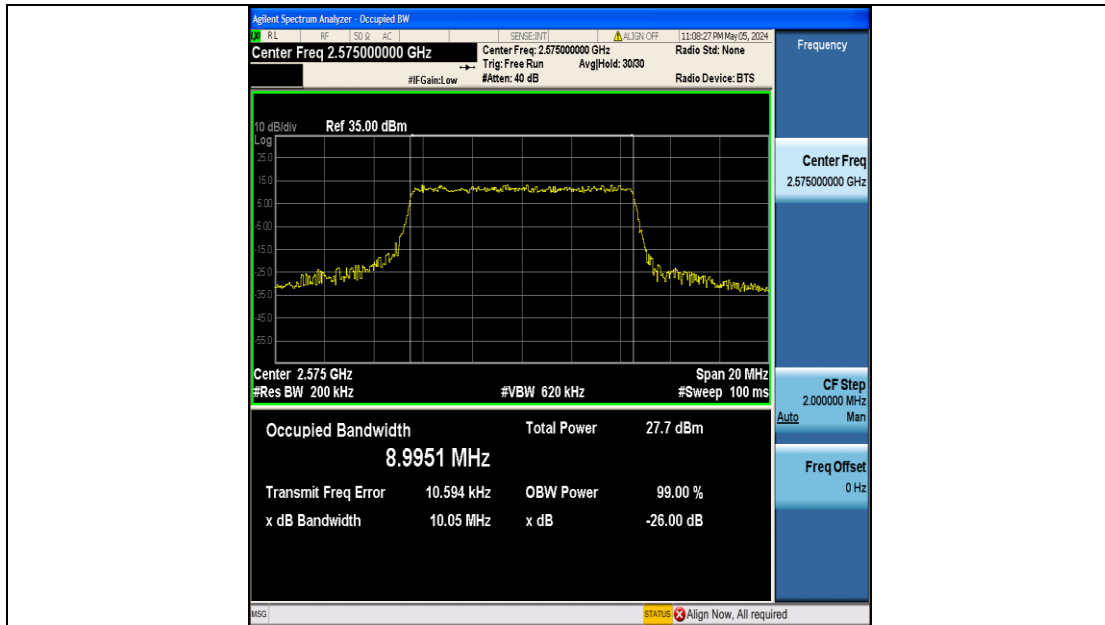 Agilent Spectrum Analyzer - Occupied BW
RL RF 50 Ω AC SENSE:INT ALIGN OFF 11:08:27 PM May 05, 2024
Center Freq 2.575000000 GHz
Center Freq: 2.575000000 GHz Radio Std: None
Trig: Free Run Avg|Hold: 30/30
#IFGain:Low #Atten: 40 dB Radio Device: BTS
Frequency
10 dB/div Ref 35.00 dBm
Log
25.0
15.0
5.00
-5.00
-15.0
-25.0
-35.0
-45.0
-55.0
Center 2.575 GHz Span 20 MHz
#Res BW 200 kHz #VBW 620 kHz #Sweep 100 ms
Occupied Bandwidth Total Power 27.7 dBm
8.9951 MHz
Transmit Freq Error 10.594 kHz OBW Power 99.00 %
x dB Bandwidth 10.05 MHz x dB -26.00 dB
Center Freq
2.575000000 GHz
CF Step
2.000000 MHz
Auto Man
Freq Offset
0 Hz
MSG STATUS Align Now, All required